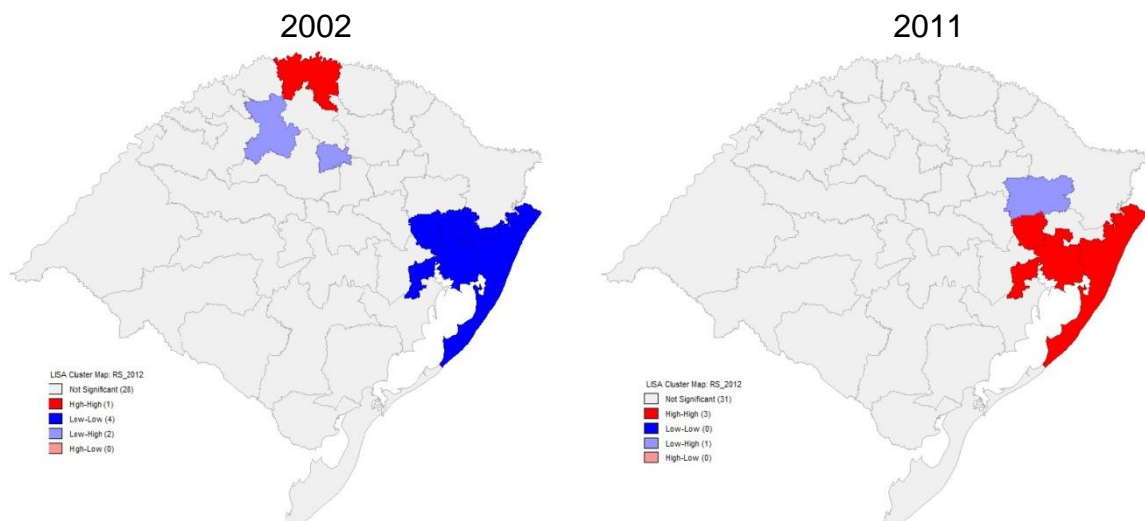 2002
2011
LISA Cluster Map: RS_2012
Not Significant (28)
High-High (1)
Low-Low (4)
Low-High (2)
High-Low (0)
LISA Cluster Map: RS_2012
Not Significant (31)
High-High (3)
Low-Low (0)
Low-High (1)
High-Low (0)